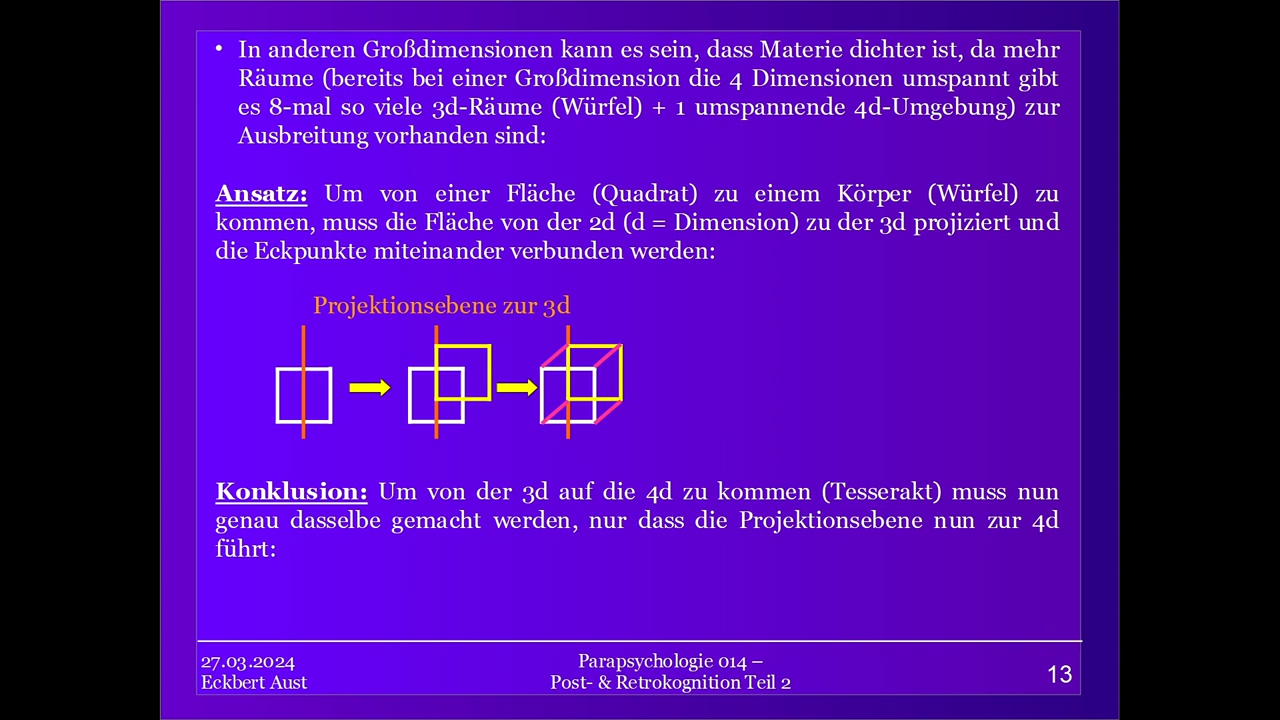 • In anderen Großdimensionen kann es sein, dass Materie dichter ist, da mehr
Räume (bereits bei einer Großdimension die 4 Dimensionen umspannt gibt
es 8-mal so viele 3d-Räume (Würfel) + 1 umspannende 4d-Umgebung) zur
Ausbreitung vorhanden sind:
Ansatz: Um von einer Fläche (Quadrat) zu einem Körper (Würfel) zu
kommen, muss die Fläche von der 2d (d = Dimension) zu der 3d projiziert und
die Eckpunkte miteinander verbunden werden:
Projektionsebene zur 3d
Konklusion: Um von der 3d auf die 4d zu kommen (Tesserakt) muss nun
genau dasselbe gemacht werden, nur dass die Projektionsebene nun zur 4d
führt:
27.03.2024
Eckbert Aust
Parapsychologie 014 –
Post- & Retrokognition Teil 2
13